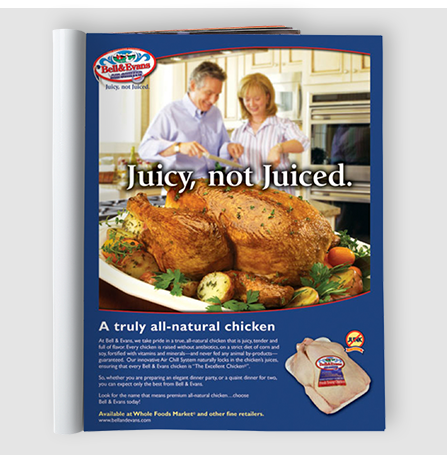 Bell & Evans
Juicy, not Juiced.
Juicy, not Juiced.
A truly all-natural chicken
At Bell & Evans, we take pride in a true, all-natural chicken that is juicy, tender and
full of flavor. Every chicken is raised without antibiotics, on a strict diet of corn and
soy, fortified with vitamins and minerals—and never fed any animal by-products—
guaranteed. Our innovative Air Chill System naturally locks in the chicken's juices,
ensuring that every Bell & Evans chicken is "The Excellent Chicken®".
So, whether you are preparing an elegant dinner party, or a quaint dinner for two,
you can expect only the best from Bell & Evans.
Look for the name that means premium all-natural chicken…choose
Bell & Evans today!
Available at Whole Foods Market® and other fine retailers.
www.bellandevans.com